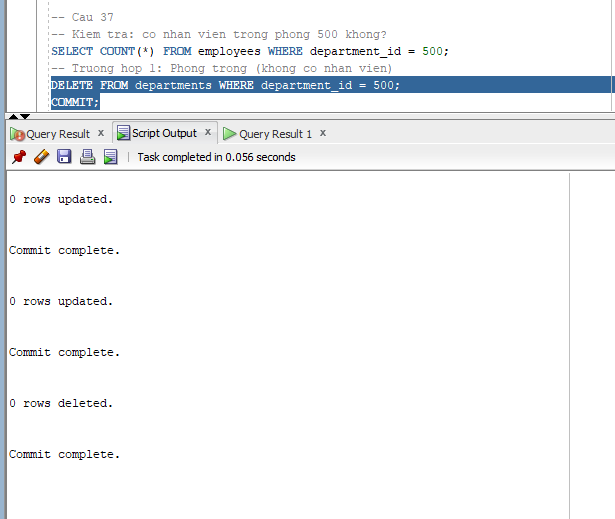 -- Cau 37
-- Kiem tra: co nhan vien trong phong 500 khong?
SELECT COUNT(*) FROM employees WHERE department_id = 500;
-- Truong hop 1: Phong trong (khong co nhan vien)
DELETE FROM departments WHERE department_id = 500;
COMMIT;
Query Result x Script Output x Query Result 1 x
Task completed in 0.056 seconds
0 rows updated.
Commit complete.
0 rows updated.
Commit complete.
0 rows deleted.
Commit complete.